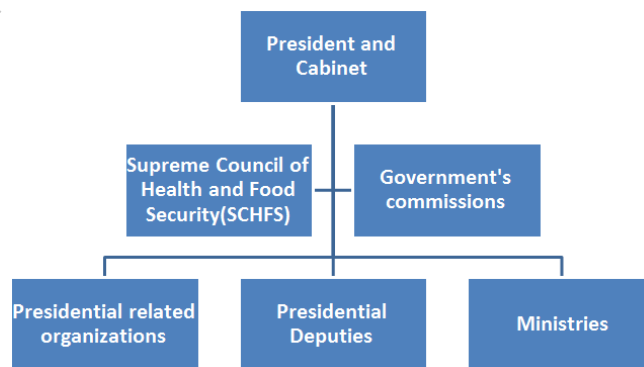 President and
Cabinet
Supreme Council of
Health and Food
Security(SCHFS)
Government's
commissions
Presidential related
organizations
Presidential
Deputies
Ministries